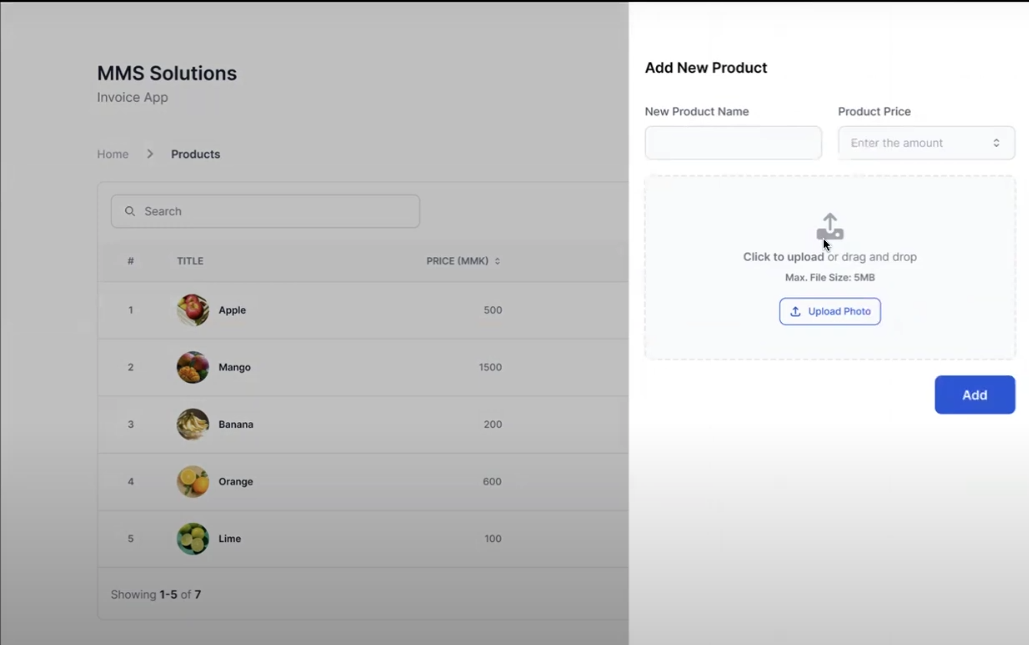 MMS Solutions
Invoice App
Home > Products
Search
# TITLE PRICE (MMK)
1 Apple 500
2 Mango 1500
3 Banana 200
4 Orange 600
5 Lime 100
Showing 1-5 of 7
Add New Product
New Product Name Product Price
Enter the amount
Click to upload or drag and drop
Max. File Size: 5MB
Upload Photo
Add